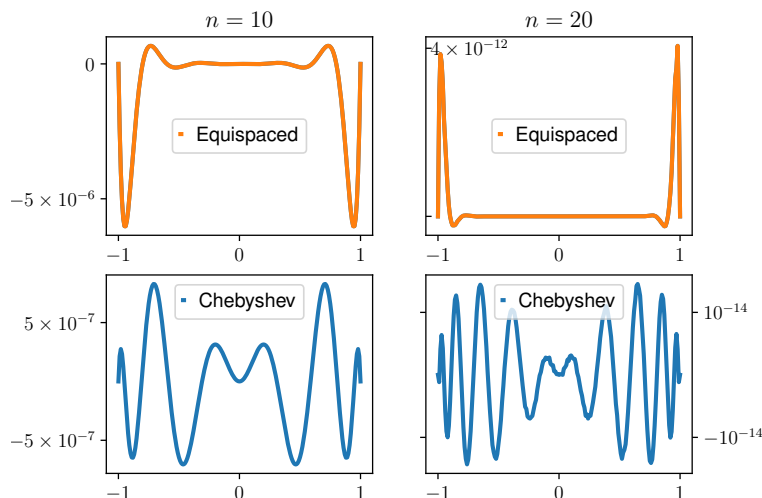 n = 10
n = 20
0
−5 × 10⁻⁶
Equispaced
−1 0 1
4 × 10⁻¹²
Equispaced
−1 0 1
5 × 10⁻⁷
−5 × 10⁻⁷
Chebyshev
−1 0 1
Chebyshev
10⁻¹⁴
−10⁻¹⁴
−1 0 1